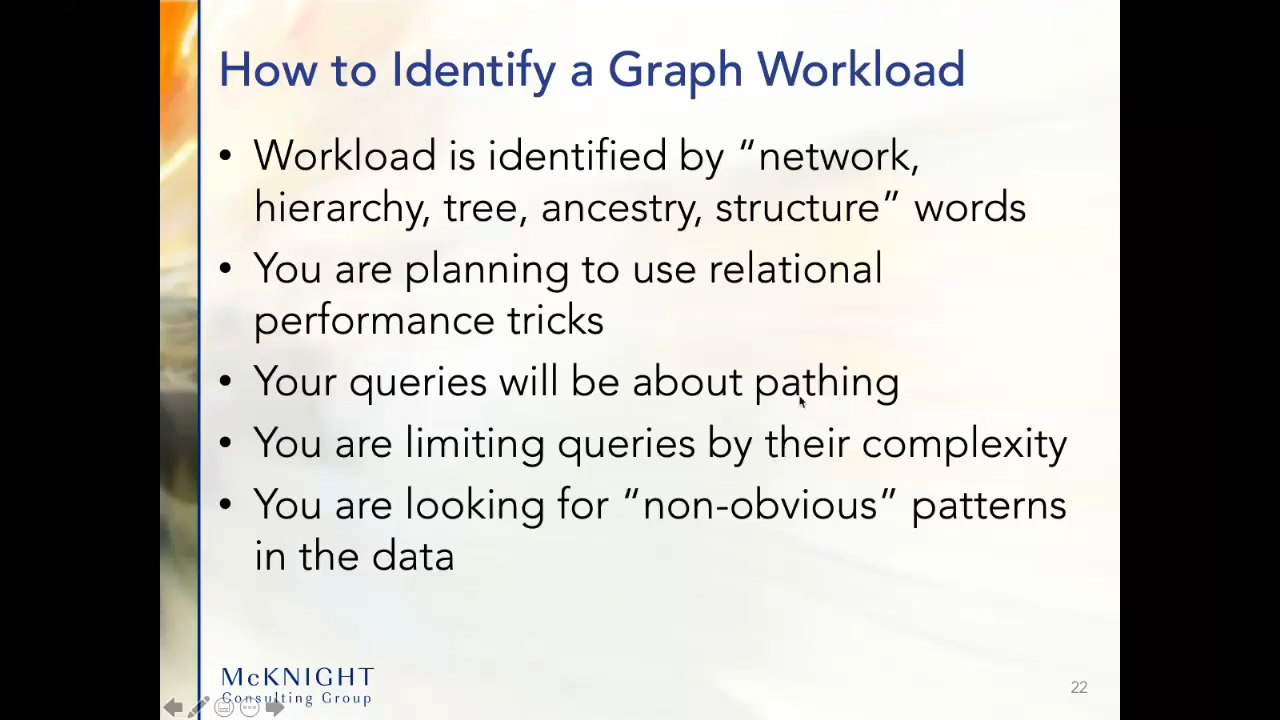 How to Identify a Graph Workload
• Workload is identified by “network,
hierarchy, tree, ancestry, structure” words
• You are planning to use relational
performance tricks
• Your queries will be about pathing
• You are limiting queries by their complexity
• You are looking for “non-obvious” patterns
in the data
McKNIGHT
Consulting Group
22